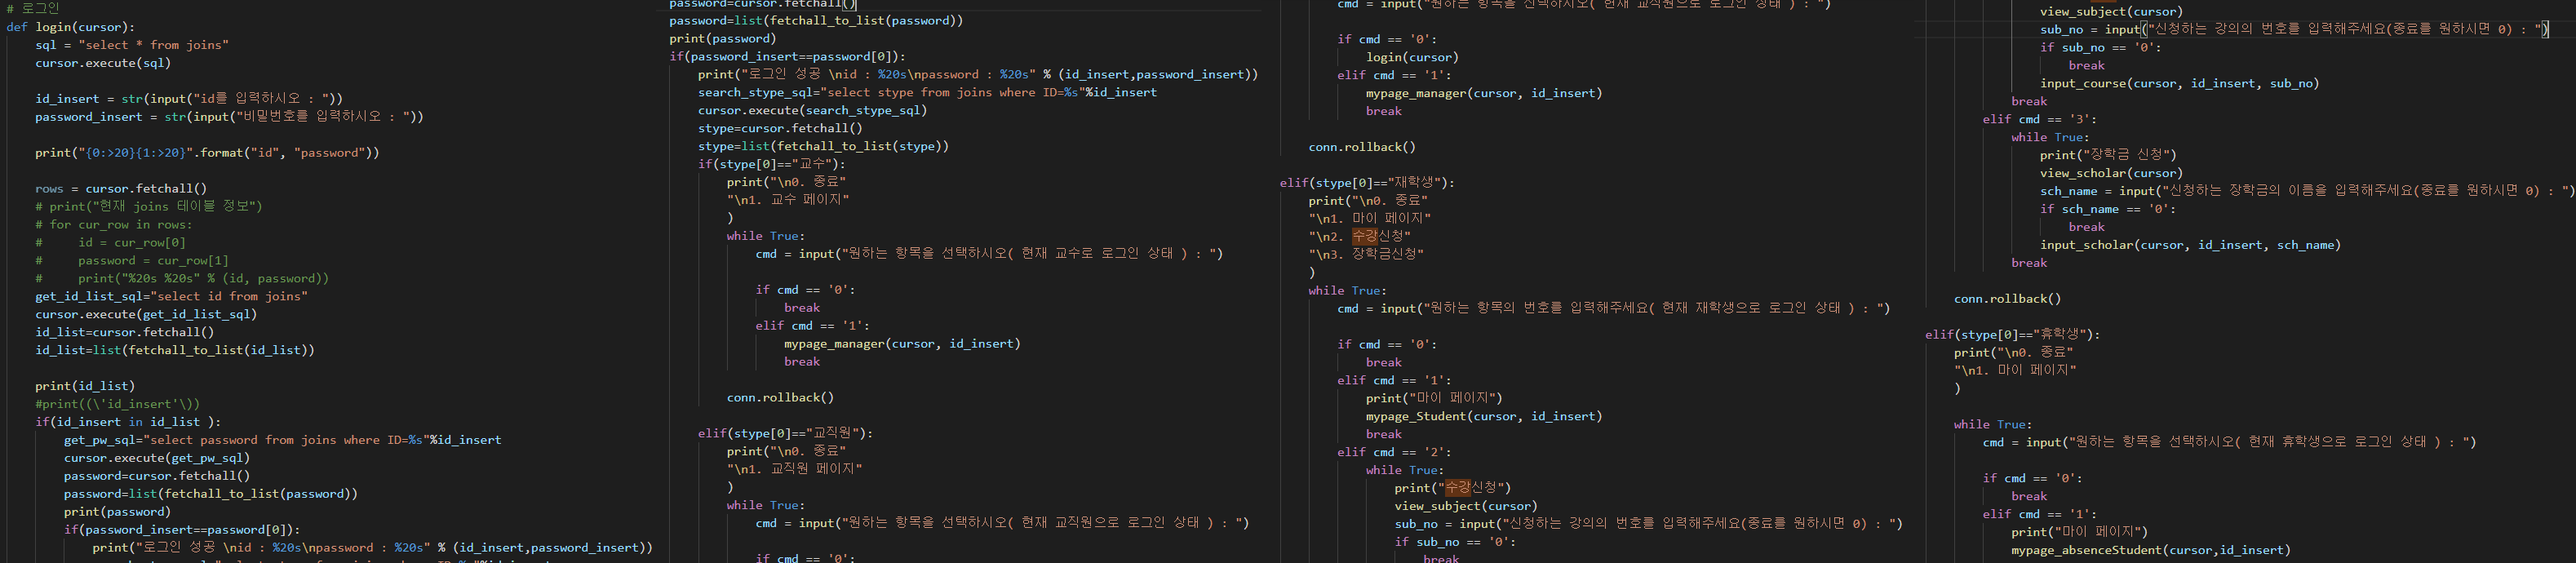 # 로그인
def login(cursor):
    sql = "select * from joins"
    cursor.execute(sql)
    id_insert = str(input("id를 입력하시오 : "))
    password_insert = str(input("비밀번호를 입력하시오 : "))
    print("{0:>20}{1:>20}".format("id", "password"))
    rows = cursor.fetchall()
    # print("현재 joins 테이블 정보")
    # for cur_row in rows:
    #     id = cur_row[0]
    #     password = cur_row[1]
    #     print("%20s %20s" % (id, password))
    get_id_list_sql="select id from joins"
    cursor.execute(get_id_list_sql)
    id_list=cursor.fetchall()
    id_list=list(fetchall_to_list(id_list))
    print(id_list)
    #print((\'id_insert'\))
    if(id_insert in id_list ):
        get_pw_sql="select password from joins where ID=%s"%id_insert
        cursor.execute(get_pw_sql)
        password=cursor.fetchall()
        password=list(fetchall_to_list(password))
        print(password)
        if(password_insert==password[0]):
            print("로그인 성공 \nid : %20s\npassword : %20s" % (id_insert,password_insert))
password=cursor.fetchall()
password=list(fetchall_to_list(password))
print(password)
if(password_insert==password[0]):
    print("로그인 성공 \nid : %20s\npassword : %20s" % (id_insert,password_insert))
    search_stype_sql="select stype from joins where ID=%s"%id_insert
    cursor.execute(search_stype_sql)
    stype=cursor.fetchall()
    stype=list(fetchall_to_list(stype))
    if(stype[0]=="교수"):
        print("\n0. 종료"
        "\n1. 교수 페이지"
        )
        while True:
            cmd = input("원하는 항목을 선택하시오( 현재 교수로 로그인 상태 ) : ")
            if cmd == '0':
                break
            elif cmd == '1':
                mypage_manager(cursor, id_insert)
                break
        conn.rollback()
    elif(stype[0]=="교직원"):
        print("\n0. 종료"
        "\n1. 교직원 페이지"
        )
        while True:
            cmd = input("원하는 항목을 선택하시오( 현재 교직원으로 로그인 상태 ) : ")
            if cmd == '0':
cmd = input("원하는 항목을 선택하시오( 현재 교직원으로 로그인 상태 ) : ")
        if cmd == '0':
            login(cursor)
        elif cmd == '1':
            mypage_manager(cursor, id_insert)
            break
    conn.rollback()
elif(stype[0]=="재학생"):
    print("\n0. 종료"
    "\n1. 마이 페이지"
    "\n2. 수강신청"
    "\n3. 장학금신청"
    )
    while True:
        cmd = input("원하는 항목의 번호를 입력해주세요( 현재 재학생으로 로그인 상태 ) : ")
        if cmd == '0':
            break
        elif cmd == '1':
            print("마이 페이지")
            mypage_Student(cursor, id_insert)
            break
        elif cmd == '2':
            while True:
                print("수강신청")
                view_subject(cursor)
                sub_no = input("신청하는 강의의 번호를 입력해주세요(종료를 원하시면 0) : ")
                if sub_no == '0':
                    break
                view_subject(cursor)
                sub_no = input("신청하는 강의의 번호를 입력해주세요(종료를 원하시면 0) : ")
                if sub_no == '0':
                    break
                input_course(cursor, id_insert, sub_no)
            break
        elif cmd == '3':
            while True:
                print("장학금 신청")
                view_scholar(cursor)
                sch_name = input("신청하는 장학금의 이름을 입력해주세요(종료를 원하시면 0) : ")
                if sch_name == '0':
                    break
                input_scholar(cursor, id_insert, sch_name)
            break
    conn.rollback()
elif(stype[0]=="휴학생"):
    print("\n0. 종료"
    "\n1. 마이 페이지"
    )
    while True:
        cmd = input("원하는 항목을 선택하시오( 현재 휴학생으로 로그인 상태 ) : ")
        if cmd == '0':
            break
        elif cmd == '1':
            print("마이 페이지")
            mypage_absenceStudent(cursor,id_insert)